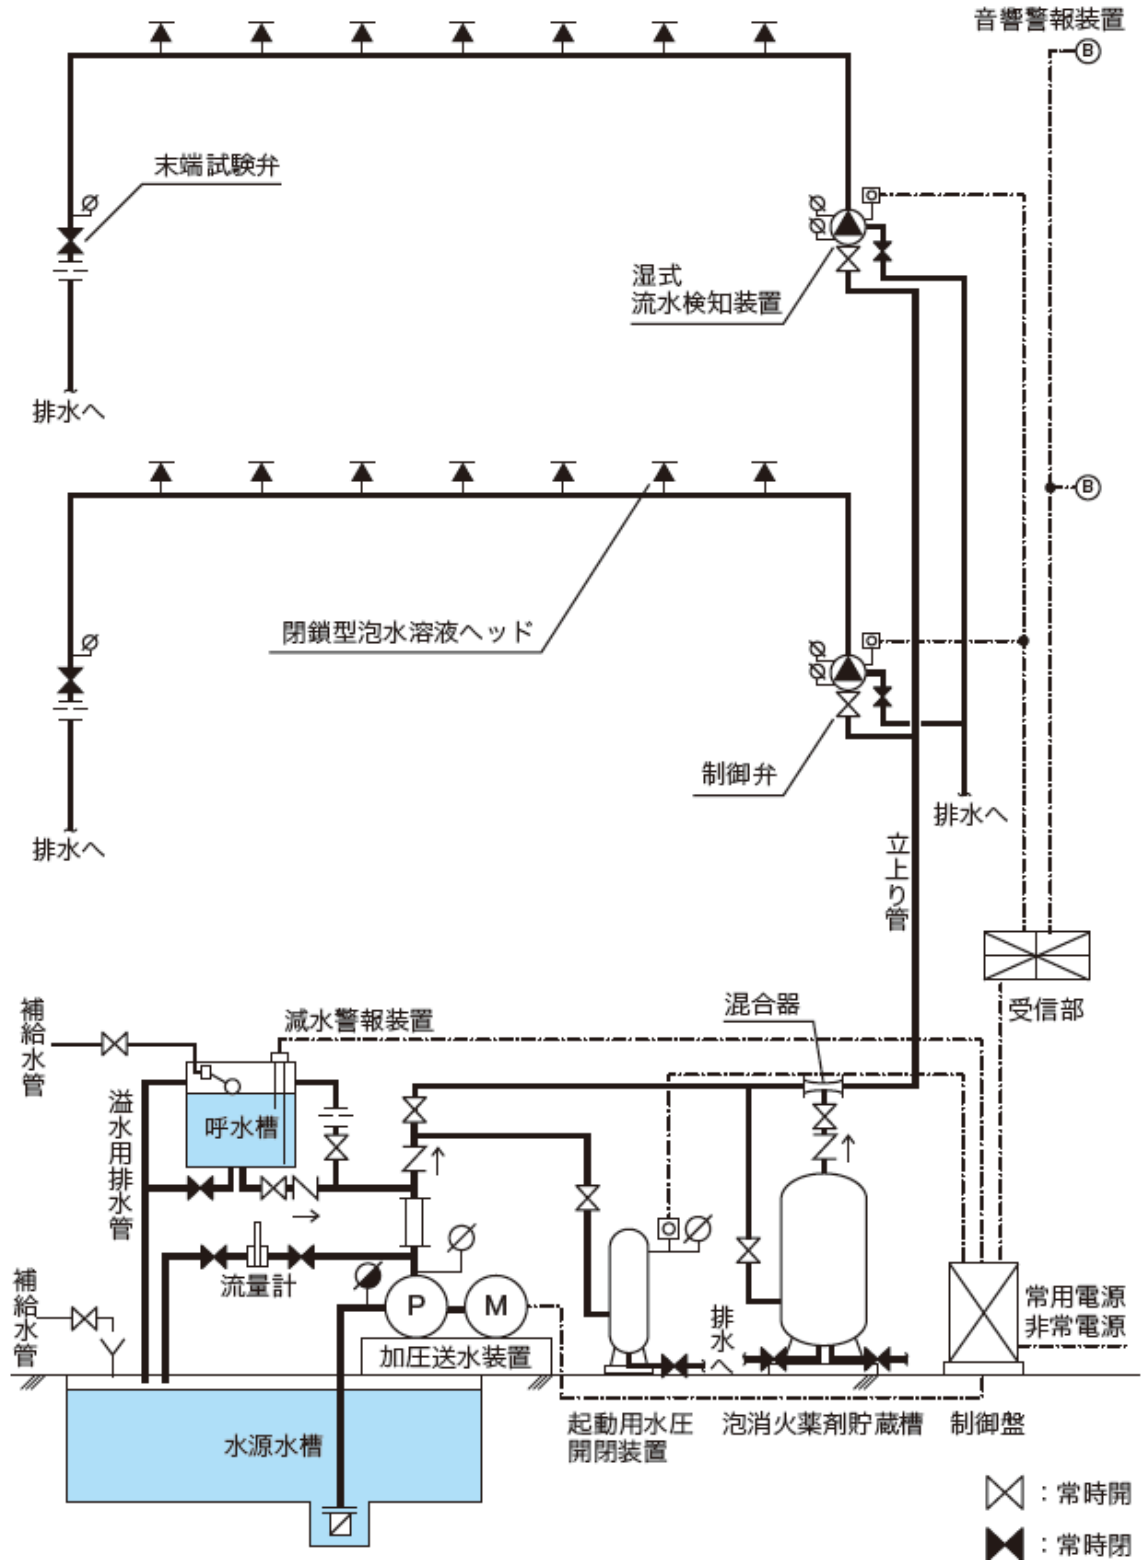 音響警報装置
B
末端試験弁
湿式
流水検知装置
排水へ
B
閉鎖型泡水溶液ヘッド
制御弁
排水へ
排水へ
立上り管
受信部
混合器
補給水管
減水警報装置
溢水用排水管
呼水槽
流量計
補給水管
P
M
加圧送水装置
排水へ
常用電源
非常電源
水源水槽
起動用水圧
開閉装置
泡消火薬剤貯蔵槽
制御盤
：常時開
：常時閉